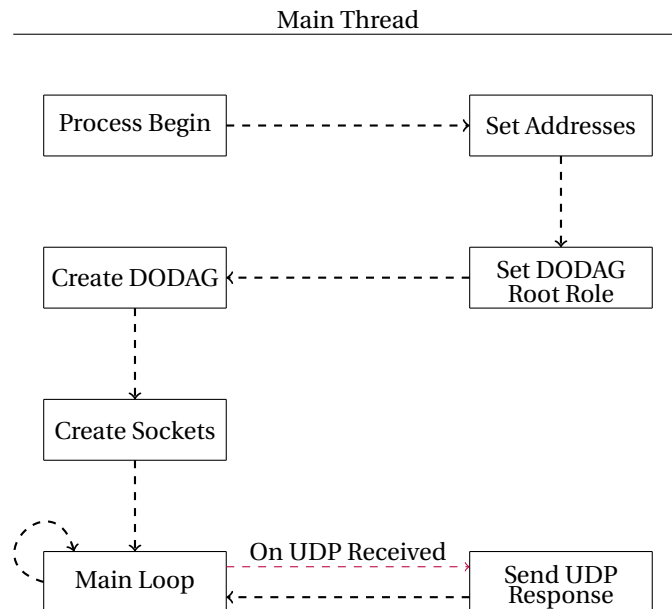 Main Thread
Process Begin
Set Addresses
Create DODAG
Set DODAG
Root Role
Create Sockets
On UDP Received
Main Loop
Send UDP
Response